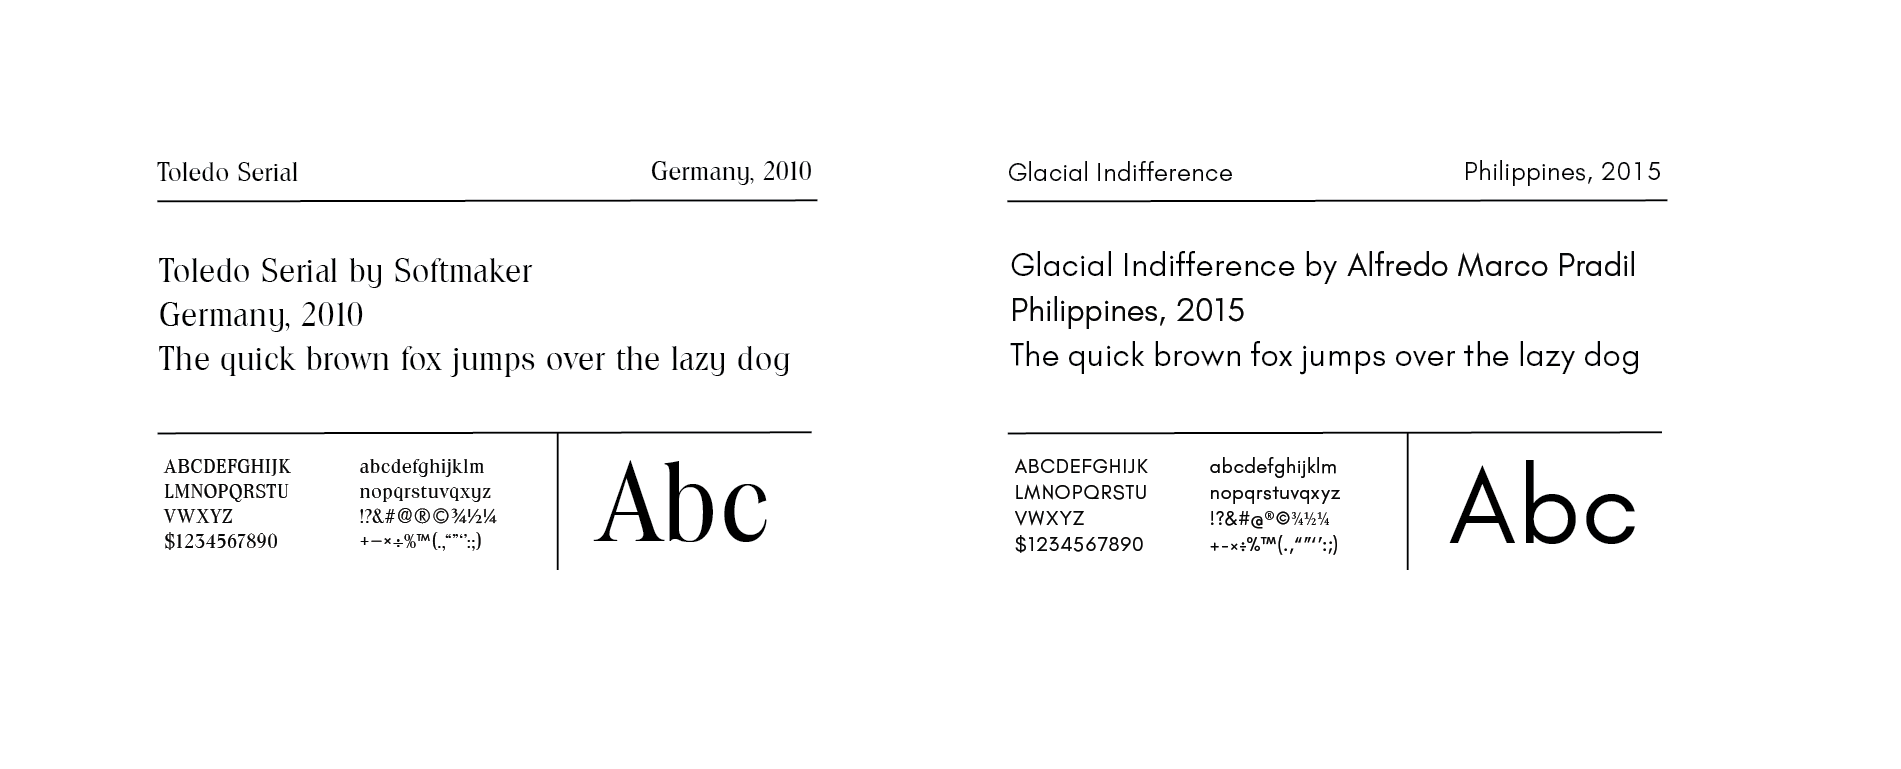 Toledo Serial
Germany, 2010
Toledo Serial by Softmaker
Germany, 2010
The quick brown fox jumps over the lazy dog
ABCDEFGHIJK
LMNOPQRSTU
VWXYZ
$1234567890
abcdefghijklm
nopqrstuvqxyz
!?&#@®©¾½¼
+−×÷%™(.,“”‘’:;)
Abc
Glacial Indifference
Philippines, 2015
Glacial Indifference by Alfredo Marco Pradil
Philippines, 2015
The quick brown fox jumps over the lazy dog
ABCDEFGHIJK
LMNOPQRSTU
VWXYZ
$1234567890
abcdefghijklm
nopqrstuvqxyz
!?&#@®©¾½¼
+-×÷%™(.,“”‘’:;)
Abc